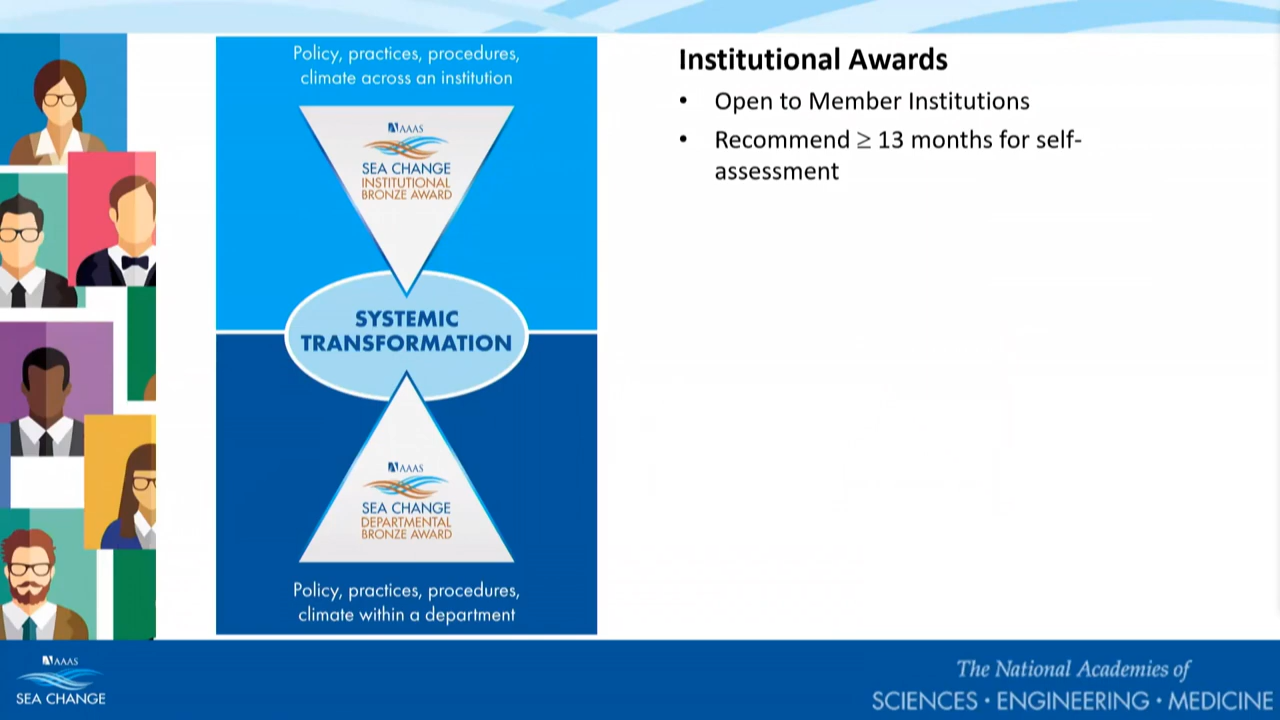 Policy, practices, procedures,
climate across an institution
AAAS
SEA CHANGE
INSTITUTIONAL
BRONZE AWARD
SYSTEMIC
TRANSFORMATION
AAAS
SEA CHANGE
DEPARTMENTAL
BRONZE AWARD
Policy, practices, procedures,
climate within a department
Institutional Awards
• Open to Member Institutions
• Recommend ≥ 13 months for self-
assessment
AAAS
SEA CHANGE
The National Academies of
SCIENCES · ENGINEERING · MEDICINE